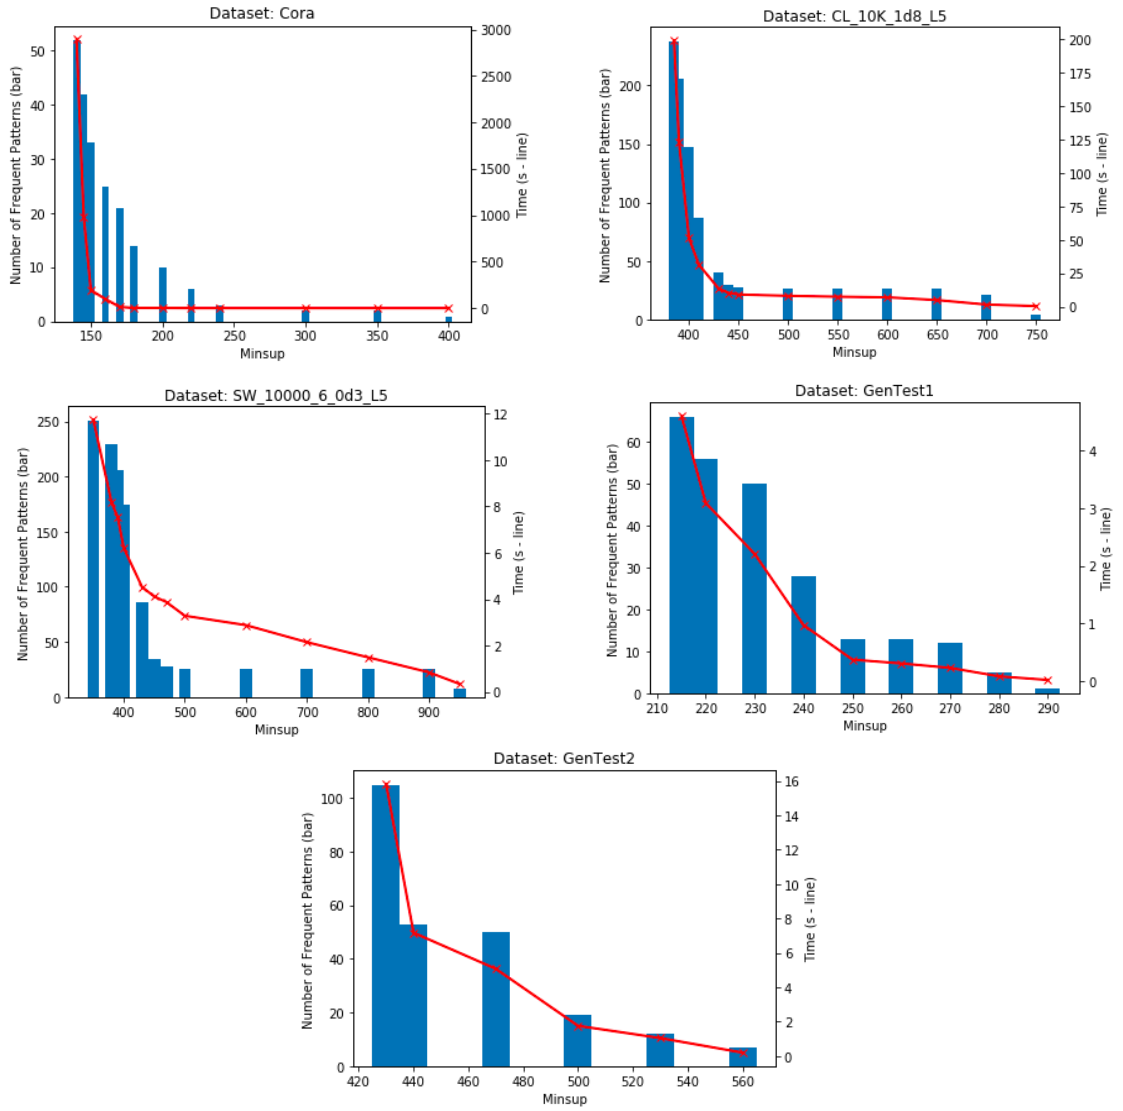 Dataset: Cora
Number of Frequent Patterns (bar)
50
40
30
20
10
0
3000
2500
2000
1500
1000
500
0
Time (s - line)
150 200 250 300 350 400
Minsup
Dataset: CL_10K_1d8_L5
Number of Frequent Patterns (bar)
200
150
100
50
0
200
175
150
125
100
75
50
25
0
Time (s - line)
400 450 500 550 600 650 700 750
Minsup
Dataset: SW_10000_6_0d3_L5
Number of Frequent Patterns (bar)
250
200
150
100
50
0
12
10
8
6
4
2
0
Time (s - line)
400 500 600 700 800 900
Minsup
Dataset: GenTest1
Number of Frequent Patterns (bar)
60
50
40
30
20
10
0
4
3
2
1
0
Time (s - line)
210 220 230 240 250 260 270 280 290
Minsup
Dataset: GenTest2
Number of Frequent Patterns (bar)
100
80
60
40
20
0
16
14
12
10
8
6
4
2
0
Time (s - line)
420 440 460 480 500 520 540 560
Minsup